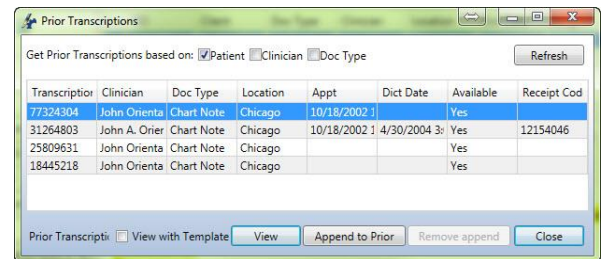 Prior Transcriptions
Get Prior Transcriptions based on: Patient Clinician Doc Type Refresh
Transcription Clinician Doc Type Location Appt Dict Date Available Receipt Cod
77324304 John Orienta Chart Note Chicago 10/18/2002 1 Yes
31264803 John A. Orier Chart Note Chicago 10/18/2002 1 4/30/2004 3: Yes 12154046
25809631 John Orienta Chart Note Chicago Yes
18445218 John Orienta Chart Note Chicago Yes
Prior Transcriptic View with Template View Append to Prior Remove append Close